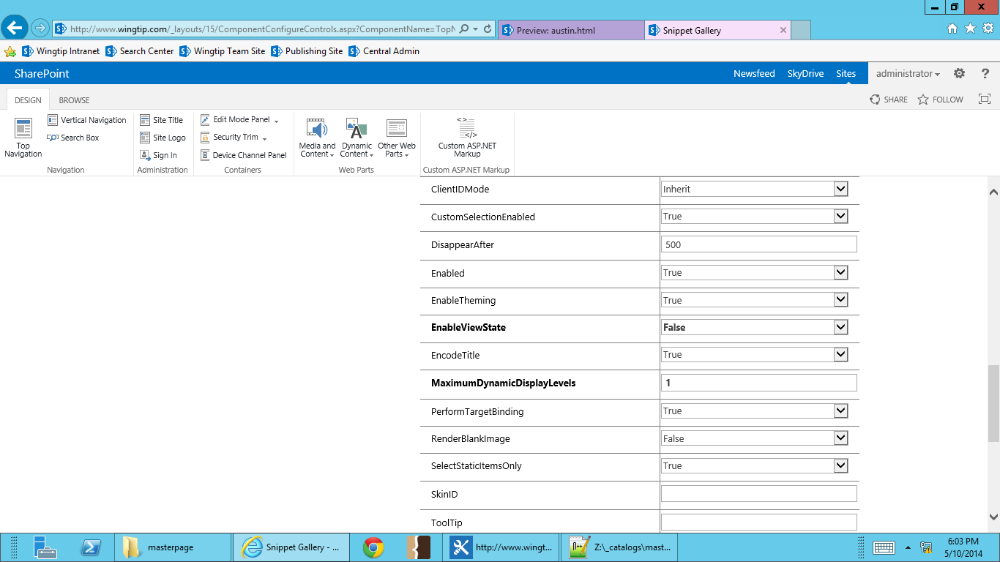 http://www.wingtip.com/_layouts/15/ComponentConfigureControls.aspx?ComponentName=TopN
Preview: austin.html
Snippet Gallery
Wingtip Intranet
Search Center
Wingtip Team Site
Publishing Site
Central Admin
SharePoint
Newsfeed
SkyDrive
Sites
administrator
?
DESIGN
BROWSE
SHARE
FOLLOW
Top Navigation
Vertical Navigation
Search Box
Navigation
Site Title
Site Logo
Sign In
Administration
Edit Mode Panel
Security Trim
Device Channel Panel
Containers
Media and Content
Dynamic Content
Other Web Parts
Web Parts
Custom ASP.NET Markup
Custom ASP.NET Markup
ClientIDMode Inherit
CustomSelectionEnabled True
DisappearAfter 500
Enabled True
EnableTheming True
EnableViewState False
EncodeTitle True
MaximumDynamicDisplayLevels 1
PerformTargetBinding True
RenderBlankImage False
SelectStaticItemsOnly True
SkinID
ToolTip
masterpage
Snippet Gallery - ...
http://www.wingt...
Z:\_catalogs\mast...
6:03 PM
5/10/2014